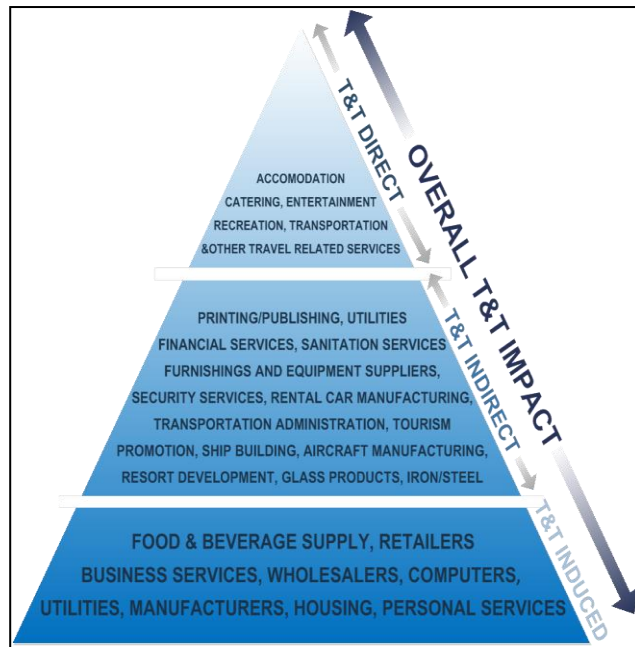 ACCOMODATION
CATERING, ENTERTAINMENT
RECREATION, TRANSPORTATION
&OTHER TRAVEL RELATED SERVICES
PRINTING/PUBLISHING, UTILITIES
FINANCIAL SERVICES, SANITATION SERVICES
FURNISHINGS AND EQUIPMENT SUPPLIERS,
SECURITY SERVICES, RENTAL CAR MANUFACTURING,
TRANSPORTATION ADMINISTRATION, TOURISM
PROMOTION, SHIP BUILDING, AIRCRAFT MANUFACTURING,
RESORT DEVELOPMENT, GLASS PRODUCTS, IRON/STEEL
FOOD & BEVERAGE SUPPLY, RETAILERS
BUSINESS SERVICES, WHOLESALERS, COMPUTERS,
UTILITIES, MANUFACTURERS, HOUSING, PERSONAL SERVICES
T&T DIRECT
T&T INDIRECT
T&T INDUCED
OVERALL T&T IMPACT